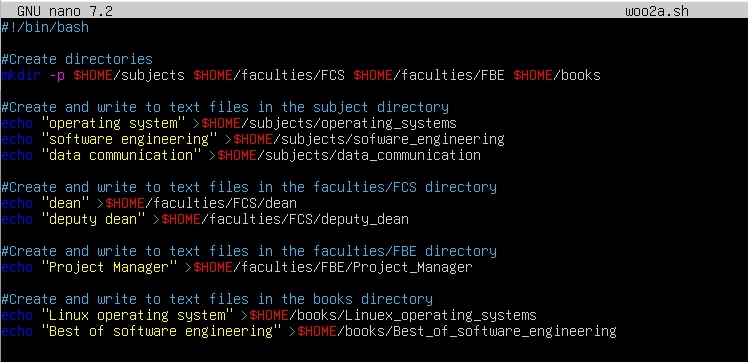 GNU nano 7.2 woo2a.sh
#!/bin/bash
#Create directories
mkdir -p $HOME/subjects $HOME/faculties/FCS $HOME/faculties/FBE $HOME/books
#Create and write to text files in the subject directory
echo "operating system" >$HOME/subjects/operating_systems
echo "software engineering" >$HOME/subjects/sofware_engineering
echo "data communication" >$HOME/subjects/data_communication
#Create and write to text files in the faculties/FCS directory
echo "dean" >$HOME/faculties/FCS/dean
echo "deputy dean" >$HOME/faculties/FCS/deputy_dean
#Create and write to text files in the faculties/FBE directory
echo "Project Manager" >$HOME/faculties/FBE/Project_Manager
#Create and write to text files in the books directory
echo "Linux operating system" >$HOME/books/Linuex_operating_systems
echo "Best of software engineering" >$HOME/books/Best_of_software_engineering